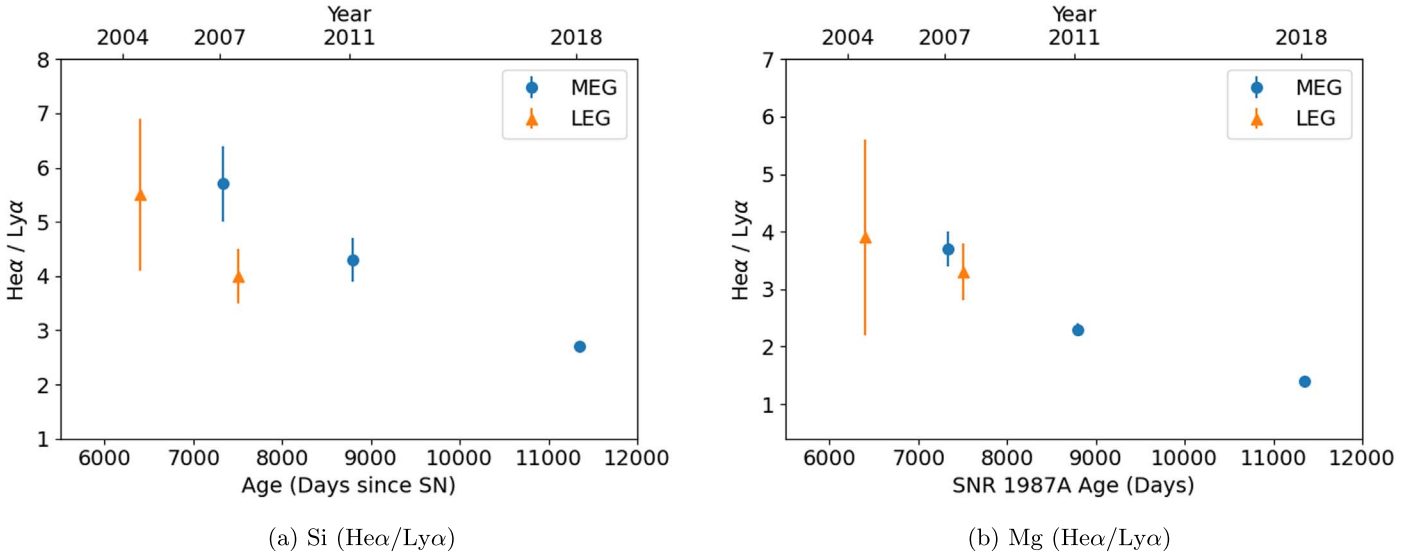 Year
2004 2007 2011 2018
8
7
6
5
4
3
2
1
Heα / Lyα
MEG
LEG
6000 7000 8000 9000 10000 11000 12000
Age (Days since SN)
(a) Si (Heα/Lyα)
Year
2004 2007 2011 2018
7
6
5
4
3
2
1
Heα / Lyα
MEG
LEG
6000 7000 8000 9000 10000 11000 12000
SNR 1987A Age (Days)
(b) Mg (Heα/Lyα)